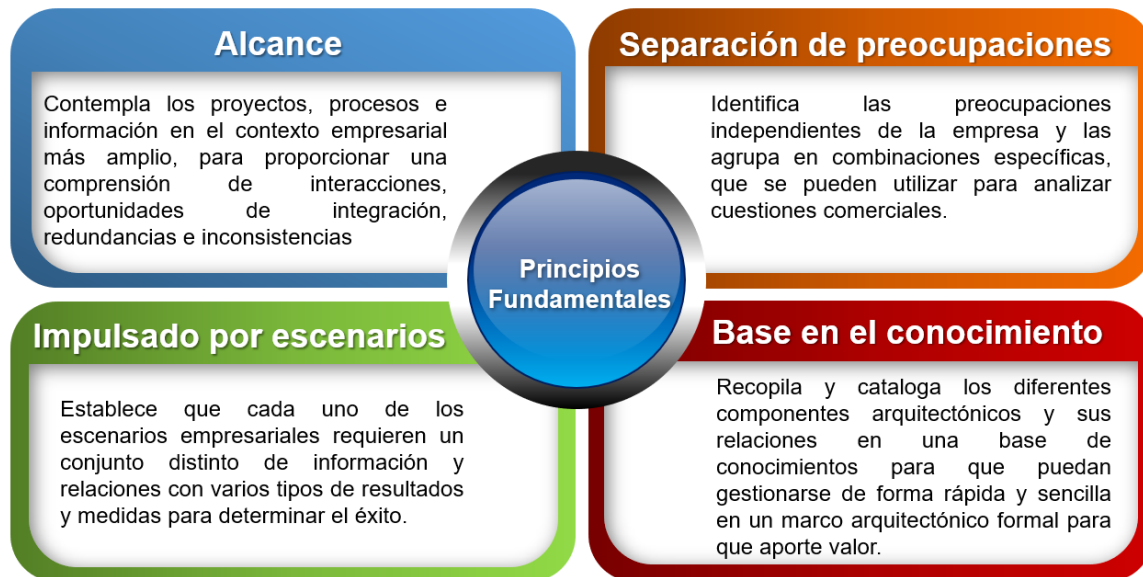 Alcance
Contempla los proyectos, procesos e
información en el contexto empresarial
más amplio, para proporcionar una
comprensión de interacciones,
oportunidades de integración,
redundancias e inconsistencias
Separación de preocupaciones
Identifica las preocupaciones
independientes de la empresa y las
agrupa en combinaciones específicas,
que se pueden utilizar para analizar
cuestiones comerciales.
Principios
Fundamentales
Impulsado por escenarios
Establece que cada uno de los
escenarios empresariales requieren un
conjunto distinto de información y
relaciones con varios tipos de resultados
y medidas para determinar el éxito.
Base en el conocimiento
Recopila y cataloga los diferentes
componentes arquitectónicos y sus
relaciones en una base de
conocimientos para que puedan
gestionarse de forma rápida y sencilla
en un marco arquitectónico formal para
que aporte valor.